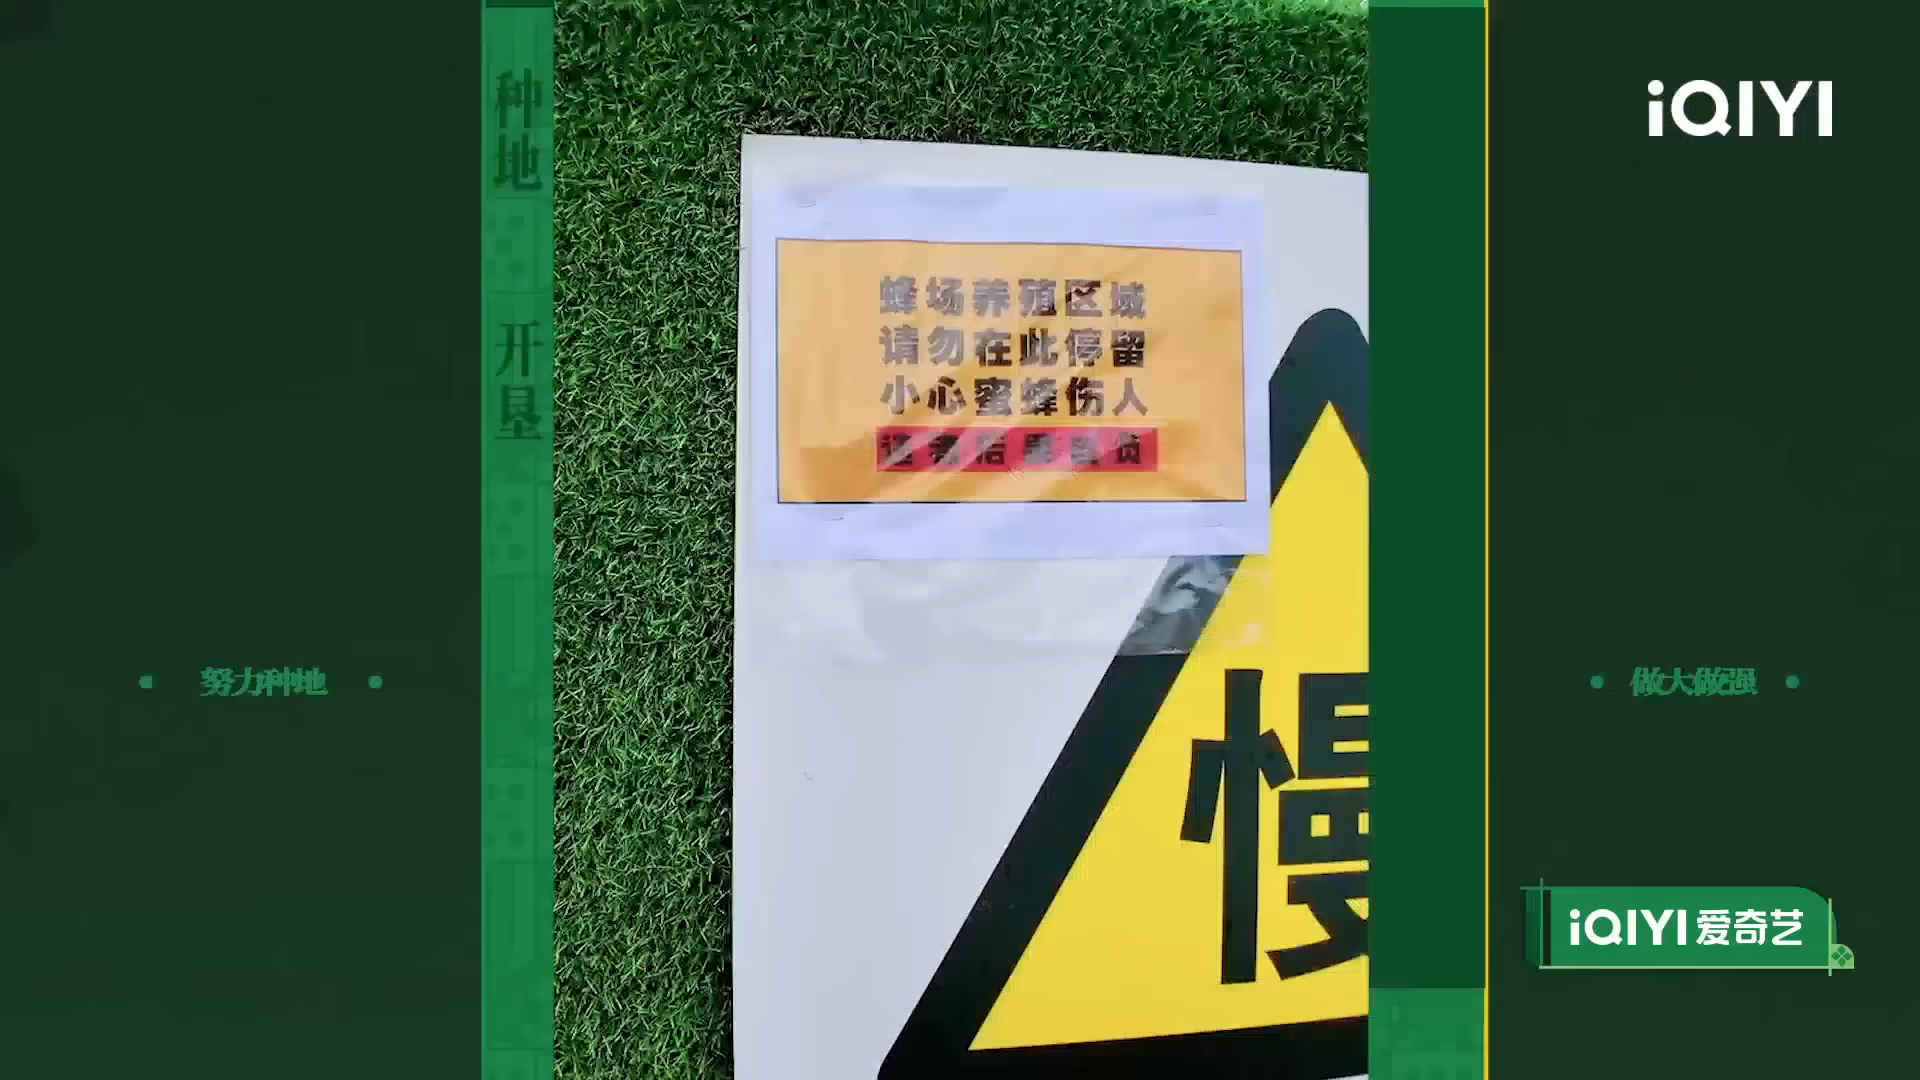 种地
开垦
iQIYI
蜂场养殖区域
请勿在此停留
小心蜜蜂伤人
慢
努力种地
做大做强
iQIYI爱奇艺